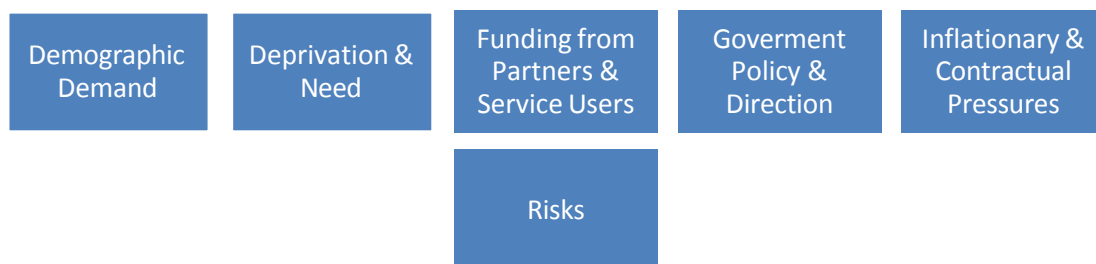 Demographic
Demand
Deprivation &
Need
Funding from
Partners &
Service Users
Goverment
Policy &
Direction
Inflationary &
Contractual
Pressures
Risks